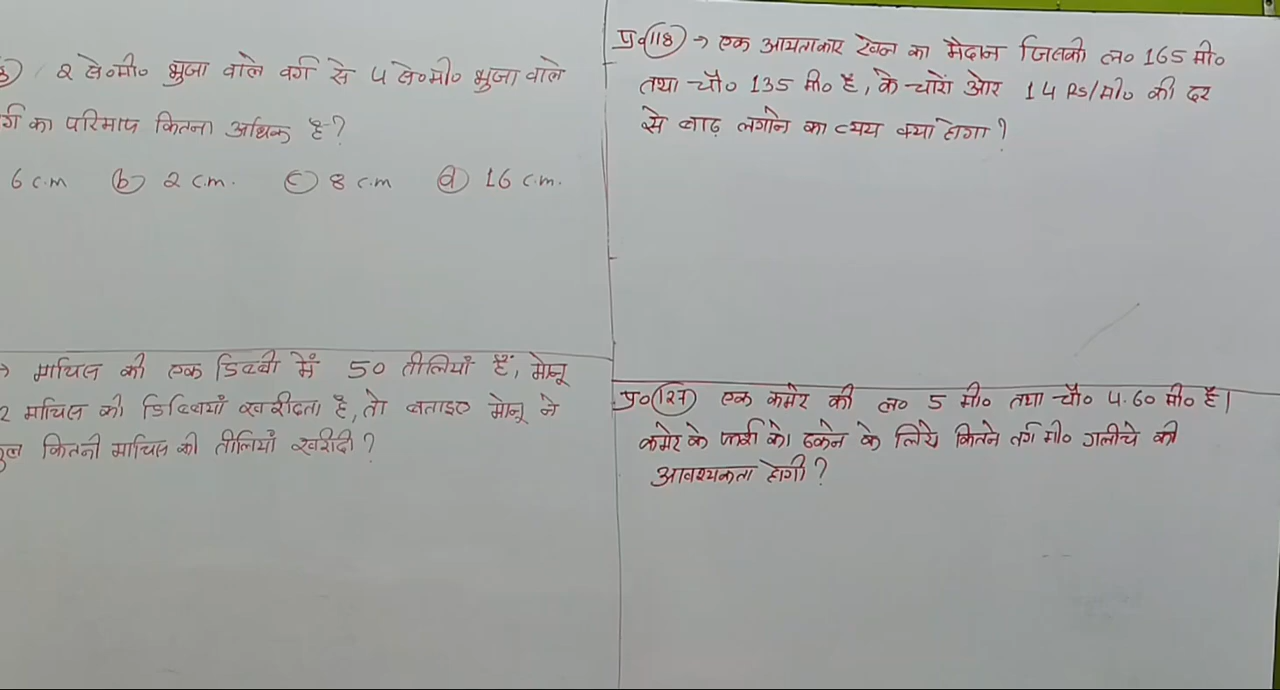 2 से०मी० भुजा वाले वर्ग से 4 से०मी० भुजा वाले
र्ग का परिमाप कितना अधिक है?
6 c.m (b) 2 c.m. (c) 8 c.m (d) 16 c.m.
प्र०(118) → एक आयताकार खेल का मैदान जिसकी ल० 165 मी०
तथा चौ० 135 मी० है, के चारों ओर 14 Rs/मी० की दर
से बाढ़ लगाने का व्यय क्या होगा?
→ माचिस की एक डिब्बी में 50 तीलियाँ हैं, मोनू
2 माचिस की डिब्बियाँ खरीदता है, तो बताइए मोनू ने
कुल कितनी माचिस की तीलियाँ खरीदी?
प्र०(127) एक कमरे की ल० 5 मी० तथा चौ० 4.60 मी० है।
कमरे के फर्श को ढकने के लिये कितने वर्ग मी० गलीचे की
आवश्यकता होगी?